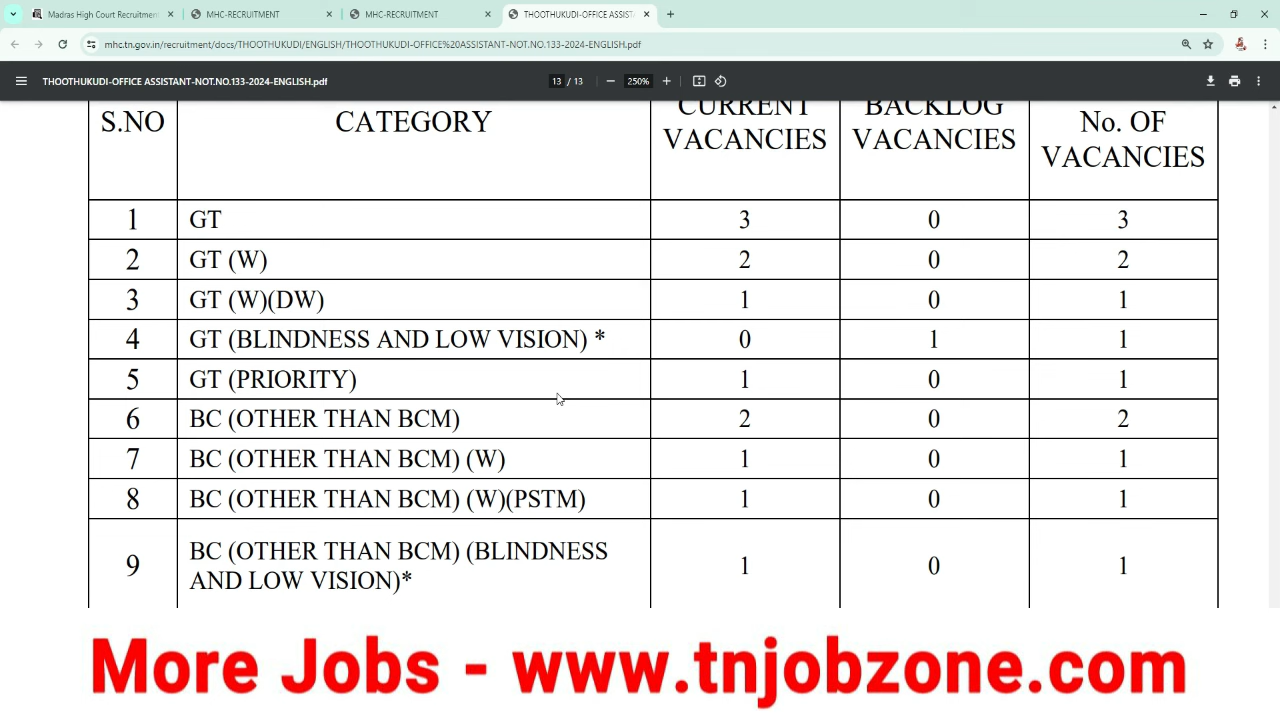 Madras High Court Recruitment
MHC-RECRUITMENT
MHC-RECRUITMENT
THOOTHUKUDI-OFFICE ASSIST
mhc.tn.gov.in/recruitment/docs/THOOTHUKUDI/ENGLISH/THOOTHUKUDI-OFFICE%20ASSISTANT-NOT.NO.133-2024-ENGLISH.pdf
THOOTHUKUDI-OFFICE ASSISTANT-NOT.NO.133-2024-ENGLISH.pdf 13 / 13 250%
S.NO CATEGORY CURRENT VACANCIES BACKLOG VACANCIES No. OF VACANCIES
1 GT 3 0 3
2 GT (W) 2 0 2
3 GT (W)(DW) 1 0 1
4 GT (BLINDNESS AND LOW VISION) * 0 1 1
5 GT (PRIORITY) 1 0 1
6 BC (OTHER THAN BCM) 2 0 2
7 BC (OTHER THAN BCM) (W) 1 0 1
8 BC (OTHER THAN BCM) (W)(PSTM) 1 0 1
9 BC (OTHER THAN BCM) (BLINDNESS
AND LOW VISION)* 1 0 1
More Jobs - www.tnjobzone.com